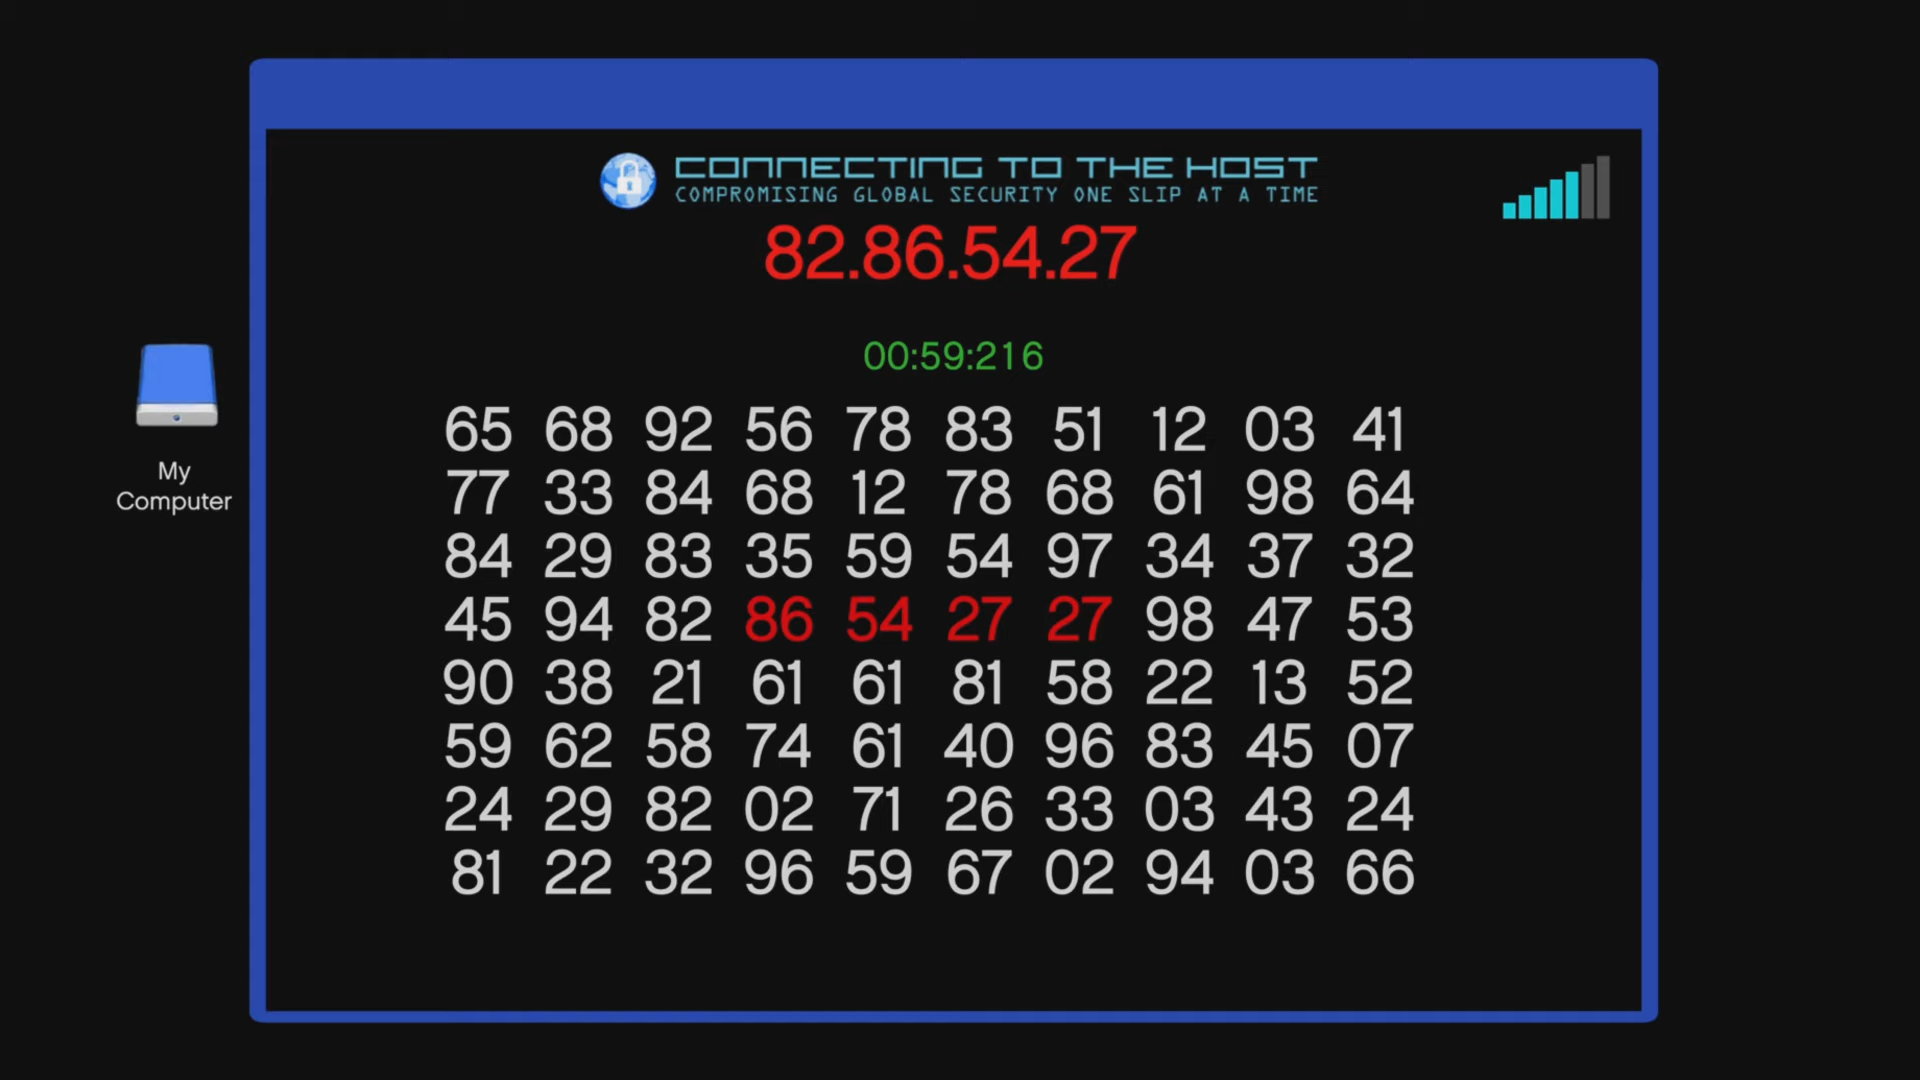 CONNECTING TO THE HOST
COMPROMISING GLOBAL SECURITY ONE SLIP AT A TIME
82.86.54.27
00:59:216
65 68 92 56 78 83 51 12 03 41
77 33 84 68 12 78 68 61 98 64
84 29 83 35 59 54 97 34 37 32
45 94 82 86 54 27 27 98 47 53
90 38 21 61 61 81 58 22 13 52
59 62 58 74 61 40 96 83 45 07
24 29 82 02 71 26 33 03 43 24
81 22 32 96 59 67 02 94 03 66
My
Computer